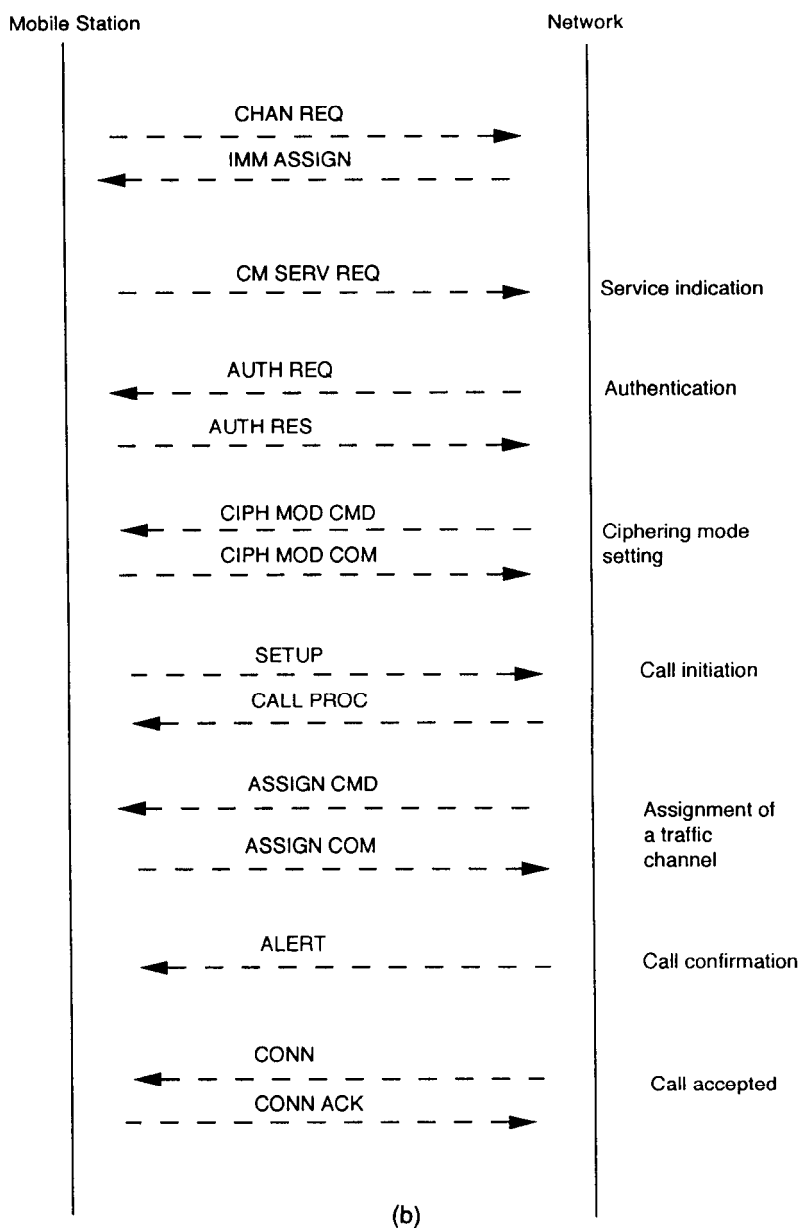 Mobile Station
Network
CHAN REQ
IMM ASSIGN
CM SERV REQ
Service indication
AUTH REQ
Authentication
AUTH RES
CIPH MOD CMD
Ciphering mode
setting
CIPH MOD COM
SETUP
Call initiation
CALL PROC
ASSIGN CMD
Assignment of
a traffic
channel
ASSIGN COM
ALERT
Call confirmation
CONN
Call accepted
CONN ACK
(b)